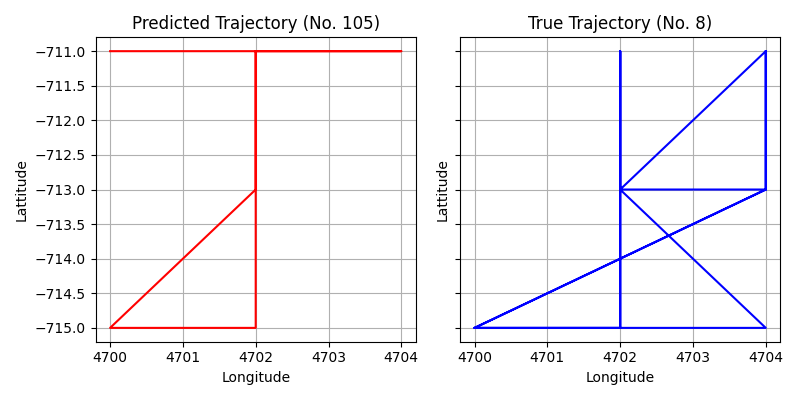 Predicted Trajectory (No. 105)
True Trajectory (No. 8)
−711.0
−711.5
−712.0
−712.5
−713.0
−713.5
−714.0
−714.5
−715.0
Lattitude
Lattitude
4700 4701 4702 4703 4704
4700 4701 4702 4703 4704
Longitude
Longitude